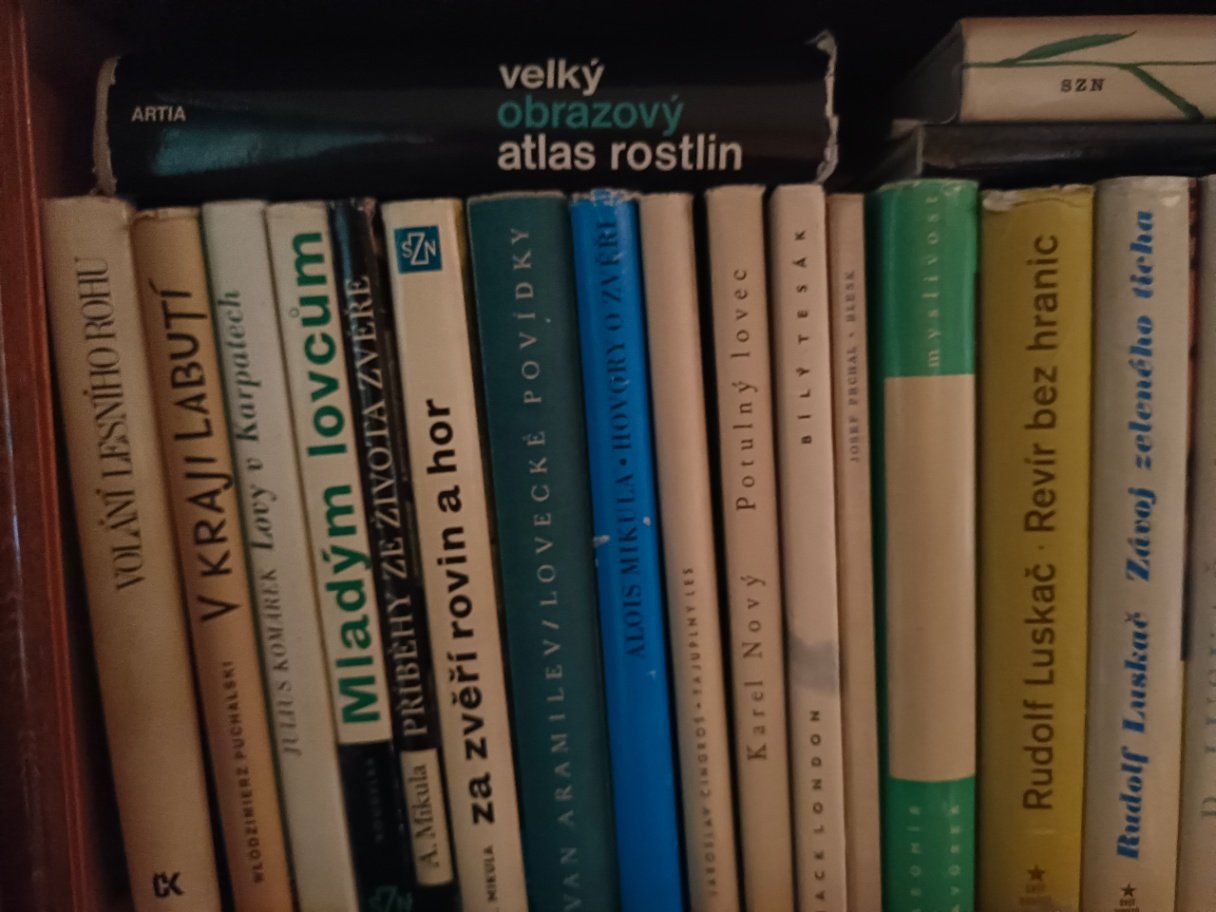 ARTIA
velký
obrazový
atlas rostlin
SZN
VOLÁNÍ LESNÍHO ROHU
V KRAJI LABUTÍ
WŁODZIMIERZ PUCHALSKI
JULIUS KOMÁREK Lovy v Karpatech
Mladým lovcům
SZN
PŘÍBĚHY ZE ŽIVOTA ZVĚŘE
A. Mikula
SZN
za zvěří rovin a hor
MIKULA
IVAN ARAMILEV / LOVECKÉ POVÍDKY
ALOIS MIKULA · HOVORY O ZVĚŘI
JAROSLAV CINGROŠ · TAJUPLNÝ LES
Karel Nový Potulný lovec
JACK LONDON BÍLÝ TESÁK
JOSEF PRCHAL · BLESK
myslivost
Rudolf Luskač · Revír bez hranic
Rudolf Luskač Závoj zeleného ticha